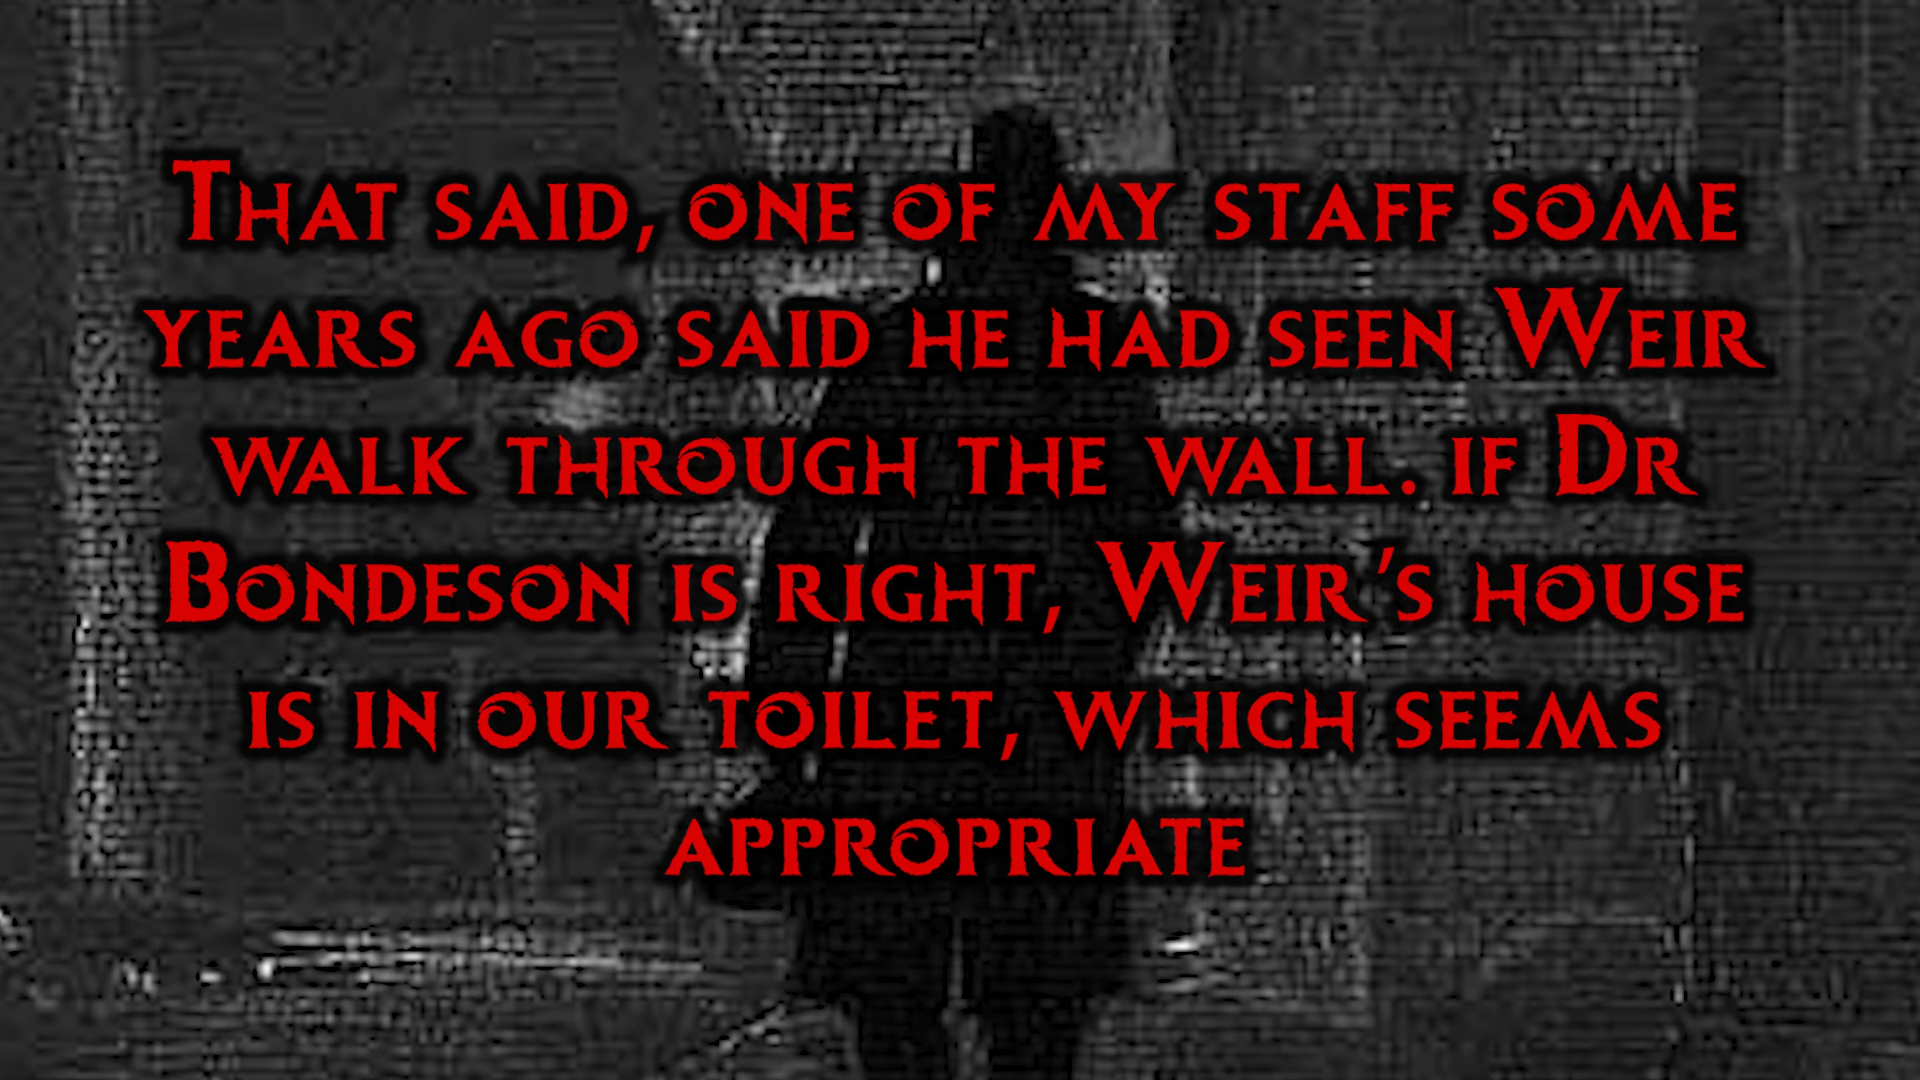 That said, one of my staff some
years ago said he had seen Weir
walk through the wall. if Dr
Bondeson is right, Weir's house
is in our toilet, which seems
appropriate